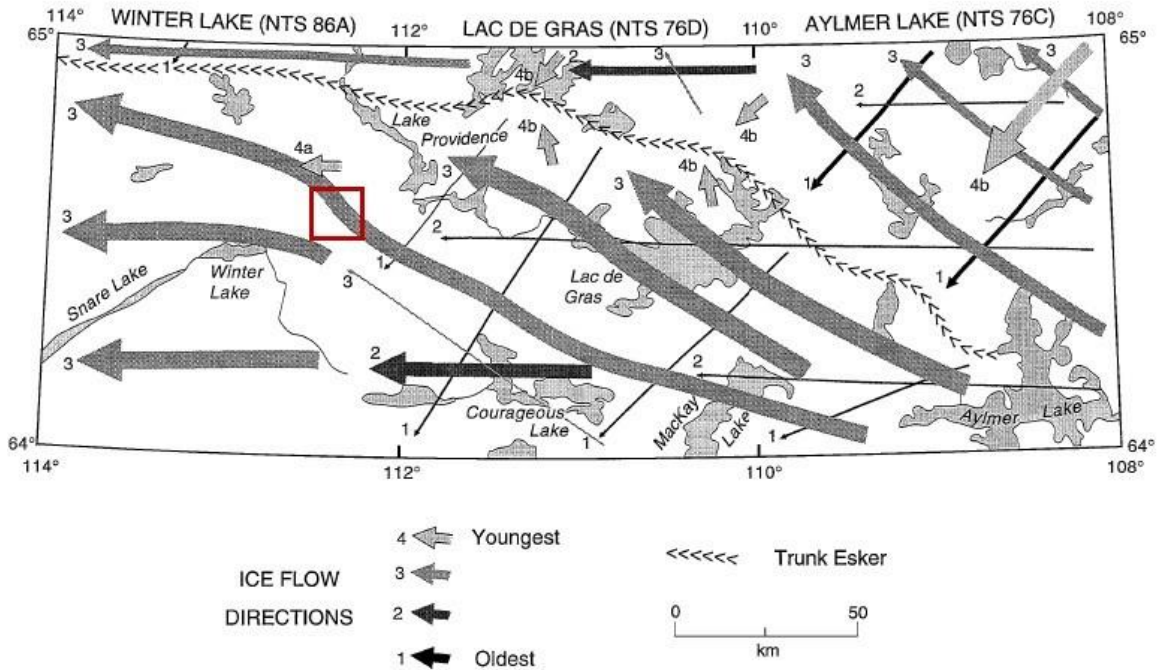 WINTER LAKE (NTS 86A)
LAC DE GRAS (NTS 76D)
AYLMER LAKE (NTS 76C)
114°
112°
110°
108°
65°
65°
3
1
2
3
4b
3
3
3
2
Lake
Providence
4b
4b
3
4a
3
4b
1
4b
3
3
2
1
1
3
Lac de
Gras
Winter
Lake
Snare Lake
3
2
2
Courageous
Lake
MacKay
Lake
Aylmer Lake
1
1
1
64°
64°
114°
112°
110°
108°
4 Youngest
ICE FLOW
3
DIRECTIONS
2
1 Oldest
Trunk Esker
0 50
km